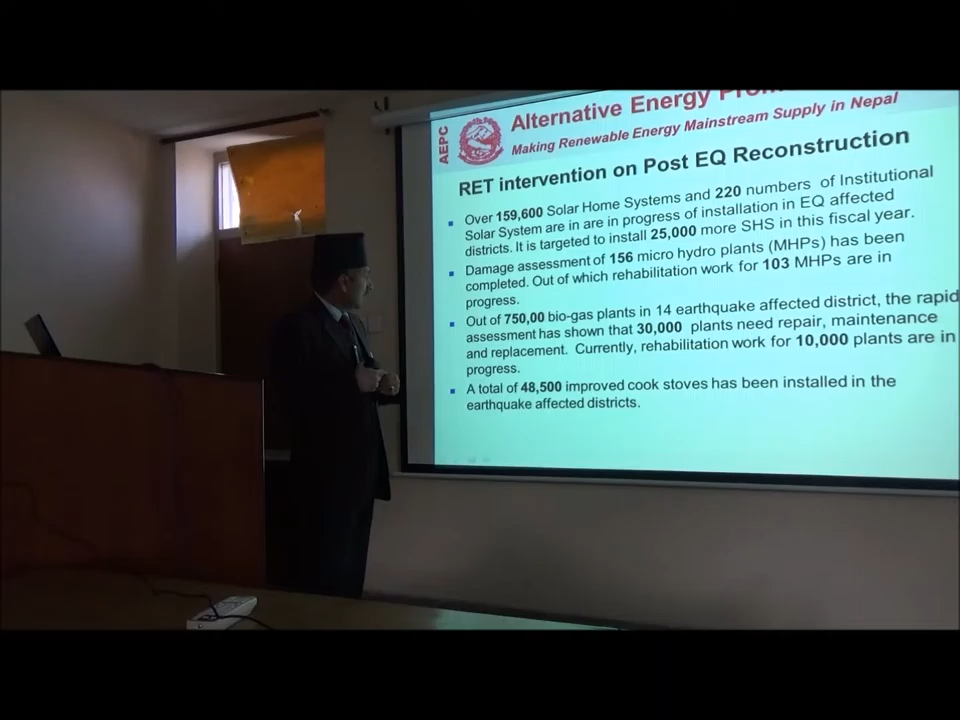 AEPC
Alternative Energy
Making Renewable Energy Mainstream Supply in Nepal
RET intervention on Post EQ Reconstruction
Over 159,600 Solar Home Systems and 220 numbers of Institutional
Solar System are in are in progress of installation in EQ affected
districts. It is targeted to install 25,000 more SHS in this fiscal year.
Damage assessment of 156 micro hydro plants (MHPs) has been
completed. Out of which rehabilitation work for 103 MHPs are in
progress.
Out of 750,00 bio-gas plants in 14 earthquake affected district, the rapid
assessment has shown that 30,000 plants need repair, maintenance
and replacement. Currently, rehabilitation work for 10,000 plants are in
progress.
A total of 48,500 improved cook stoves has been installed in the
earthquake affected districts.